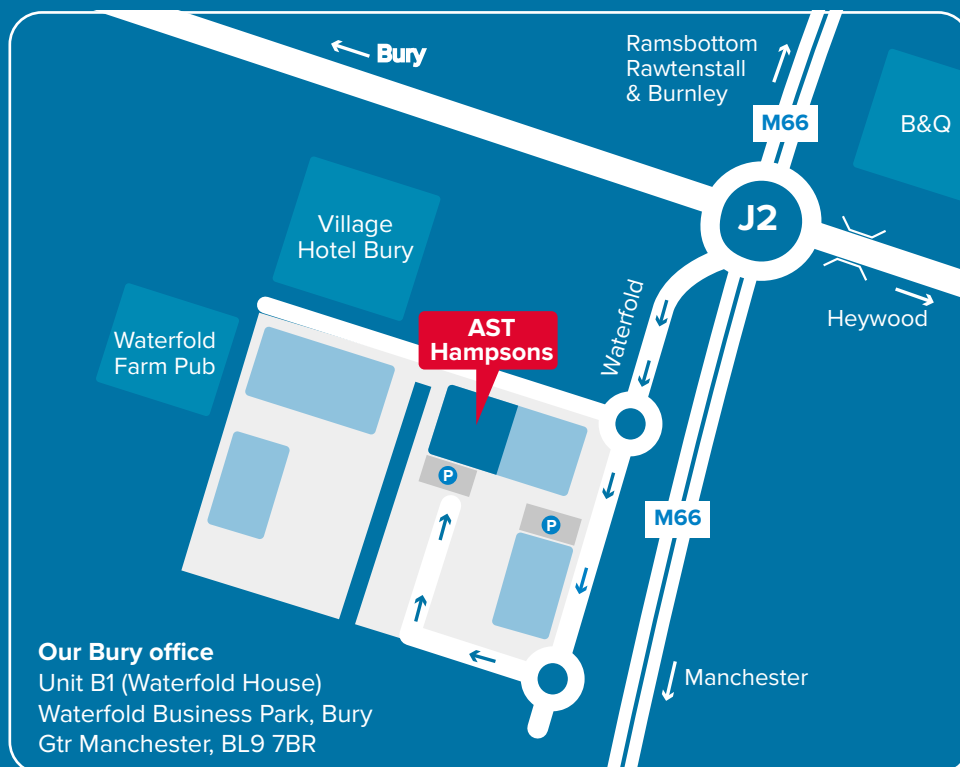 Bury
Ramsbottom
Rawtenstall
& Burnley
M66
B&Q
J2
Village
Hotel Bury
Heywood
Waterfold
AST
Hampsons
Waterfold
Farm Pub
P
P
M66
Manchester
Our Bury office
Unit B1 (Waterfold House)
Waterfold Business Park, Bury
Gtr Manchester, BL9 7BR